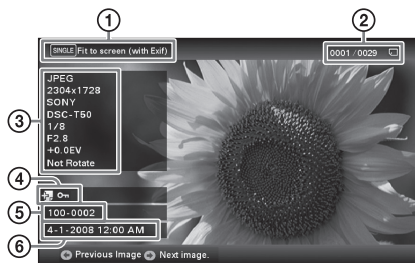 1
2
SINGLE Fit to screen (with Exif)
0001/0029
3
JPEG
2304x1728
SONY
DSC-T50
1/8
F2.8
+0.0EV
Not Rotate
4
5
100-0002
6
4-1-2008 12:00 AM
Previous Image Next image.